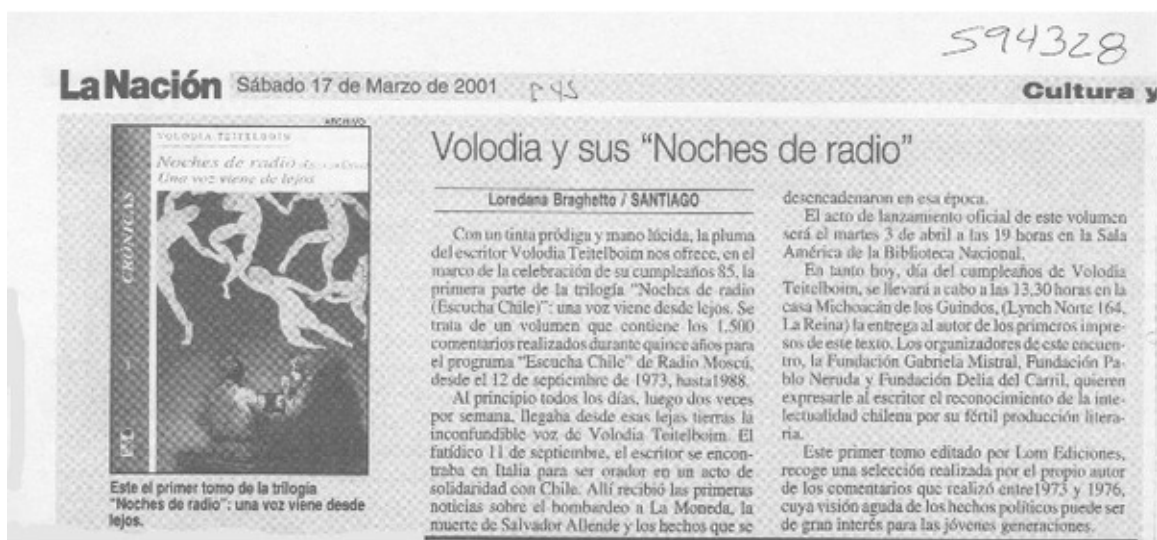 594328
La Nación Sábado 17 de Marzo de 2001 p 45
Cultura y
ARCHIVO
VOLODIA TEITELBOIM
Noches de radio
Una voz viene de lejos
CRÓNICAS
Este el primer tomo de la trilogía
"Noches de radio": una voz viene desde
lejos.
Volodia y sus “Noches de radio”
Loredana Braghetto / SANTIAGO
Con un tinta pródiga y mano lúcida, la pluma
del escritor Volodia Teitelboim nos ofrece, en el
marco de la celebración de su cumpleaños 85, la
primera parte de la trilogía “Noches de radio
(Escucha Chile)”: una voz viene desde lejos. Se
trata de un volumen que contiene los 1.500
comentarios realizados durante quince años para
el programa “Escucha Chile” de Radio Moscú,
desde el 12 de septiembre de 1973, hasta1988.
Al principio todos los días, luego dos veces
por semana, llegaba desde esas lejas tierras la
inconfundible voz de Volodia Teitelboim. El
fatídico 11 de septiembre, el escritor se encon-
traba en Italia para ser orador en un acto de
solidaridad con Chile. Allí recibió las primeras
noticias sobre el bombardeo a La Moneda, la
muerte de Salvador Allende y los hechos que se
desencadenaron en esa época.
El acto de lanzamiento oficial de este volumen
será el martes 3 de abril a las 19 horas en la Sala
América de la Biblioteca Nacional.
En tanto hoy, día del cumpleaños de Volodia
Teitelboim, se llevará a cabo a las 13,30 horas en la
casa Michoacán de los Guindos, (Lynch Norte 164,
La Reina) la entrega al autor de los primeros impre-
sos de este texto. Los organizadores de este encuen-
tro, la Fundación Gabriela Mistral, Fundación Pa-
blo Neruda y Fundación Delia del Carril, quieren
expresarle al escritor el reconocimiento de la inte-
lectualidad chilena por su fértil producción litera-
ria.
Este primer tomo editado por Lom Ediciones,
recoge una selección realizada por el propio autor
de los comentarios que realizó entre1973 y 1976,
cuya visión aguda de los hechos políticos puede ser
de gran interés para las jóvenes generaciones.